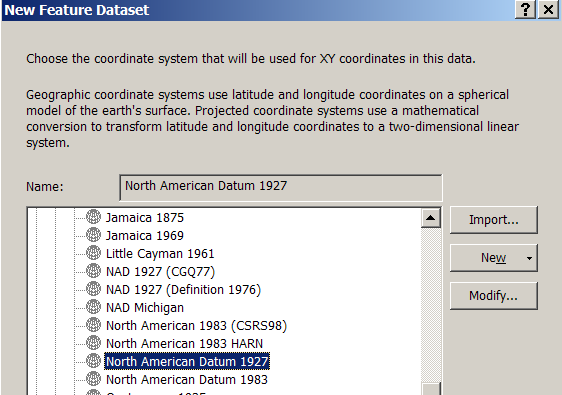 New Feature Dataset
Choose the coordinate system that will be used for XY coordinates in this data.
Geographic coordinate systems use latitude and longitude coordinates on a spherical
model of the earth's surface. Projected coordinate systems use a mathematical
conversion to transform latitude and longitude coordinates to a two-dimensional linear
system.
Name:
North American Datum 1927
Jamaica 1875
Jamaica 1969
Little Cayman 1961
NAD 1927 (CGQ77)
NAD 1927 (Definition 1976)
NAD Michigan
North American 1983 (CSRS98)
North American 1983 HARN
North American Datum 1927
North American Datum 1983
Import...
New
Modify...